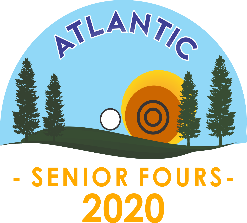 ATLANTIC
- SENIOR FOURS-
2020